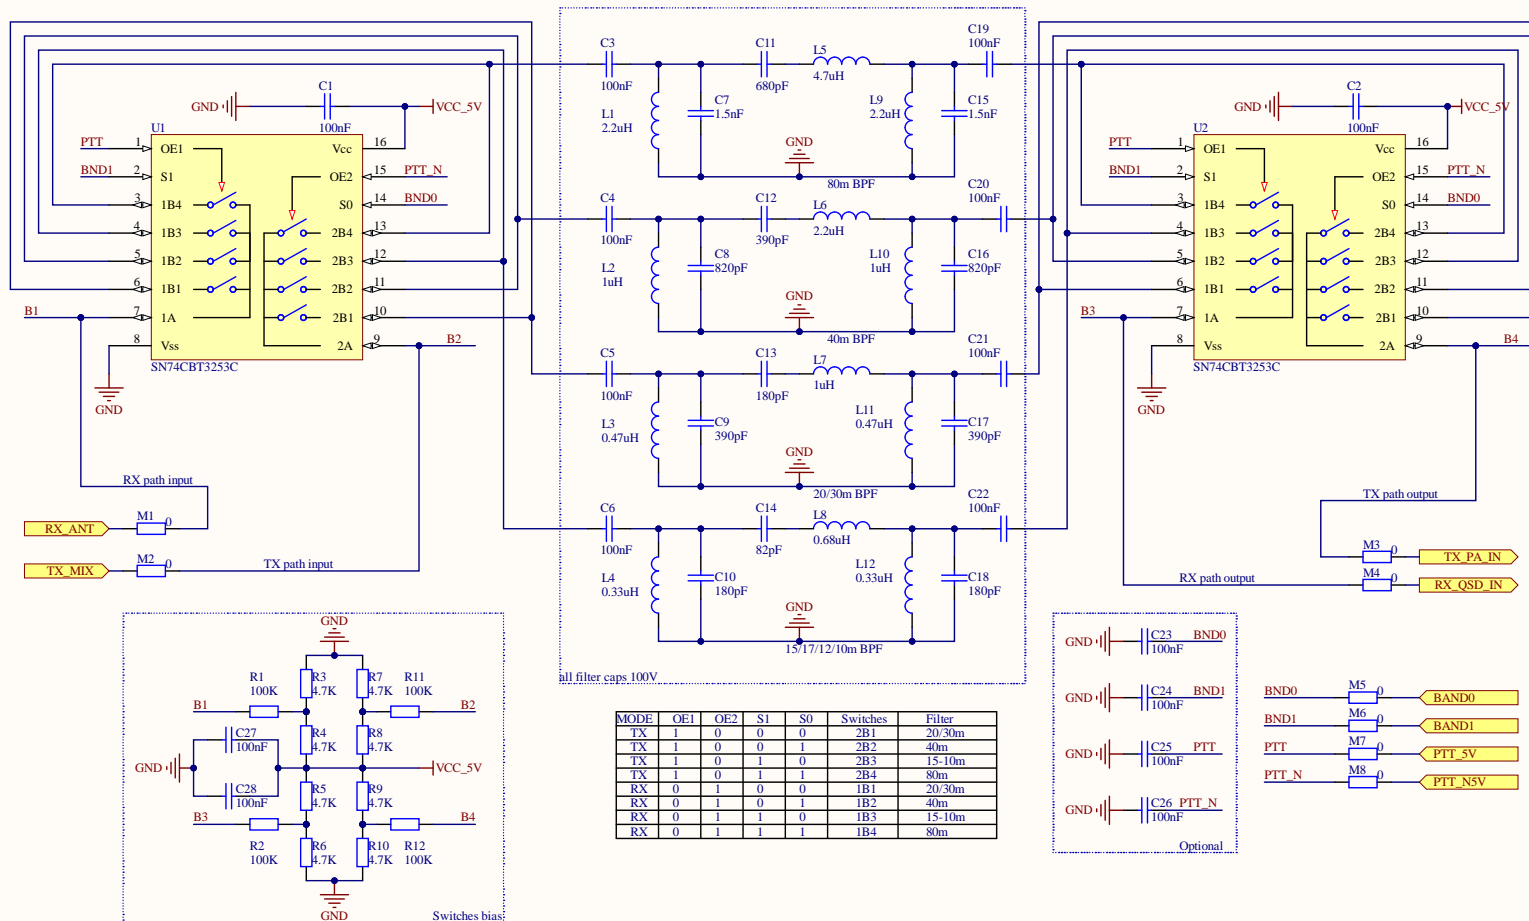 C1
100nF
GND
VCC_5V
U1
PTT
1
OE1
Vcc
16
BND1
2
S1
OE2
15
PTT_N
3
1B4
S0
14
BND0
4
1B3
2B4
13
5
1B2
2B3
12
6
1B1
2B2
11
B1
7
1A
2B1
10
8
Vss
2A
9
B2
SN74CBT3253C
GND
RX path input
RX_ANT
M1
0
TX_MIX
M2
0
TX path input
C3
100nF
C11
680pF
L5
4.7uH
C19
100nF
L1
2.2uH
C7
1.5nF
L9
2.2uH
C15
1.5nF
GND
80m BPF
C4
100nF
C12
390pF
L6
2.2uH
C20
100nF
L2
1uH
C8
820pF
L10
1uH
C16
820pF
GND
40m BPF
C5
100nF
C13
180pF
L7
1uH
C21
100nF
L3
0.47uH
C9
390pF
L11
0.47uH
C17
390pF
GND
20/30m BPF
C6
100nF
C14
82pF
L8
0.68uH
C22
100nF
L4
0.33uH
C10
180pF
L12
0.33uH
C18
180pF
GND
15/17/12/10m BPF
all filter caps 100V
C2
100nF
GND
VCC_5V
U2
PTT
1
OE1
Vcc
16
BND1
2
S1
OE2
15
PTT_N
3
1B4
S0
14
BND0
4
1B3
2B4
13
5
1B2
2B3
12
6
1B1
2B2
11
B3
7
1A
2B1
10
8
Vss
2A
9
B4
SN74CBT3253C
GND
TX path output
M3
0
TX_PA_IN
RX path output
M4
0
RX_QSD_IN
GND
R1
100K
R3
4.7K
R7
4.7K
R11
100K
B1
B2
C27
100nF
R4
4.7K
R8
4.7K
GND
VCC_5V
C28
100nF
R5
4.7K
R9
4.7K
B3
B4
R2
100K
R6
4.7K
R10
4.7K
R12
100K
GND
Switches bias
MODE OE1 OE2 S1 S0 Switches Filter
TX 1 0 0 0 2B1 20/30m
TX 1 0 0 1 2B2 40m
TX 1 0 1 0 2B3 15-10m
TX 1 0 1 1 2B4 80m
RX 0 1 0 0 1B1 20/30m
RX 0 1 0 1 1B2 40m
RX 0 1 1 0 1B3 15-10m
RX 0 1 1 1 1B4 80m
GND
C23
100nF
BND0
GND
C24
100nF
BND1
GND
C25
100nF
PTT
GND
C26
100nF
PTT_N
Optional
BND0
M5
0
BAND0
BND1
M6
0
BAND1
PTT
M7
0
PTT_5V
PTT_N
M8
0
PTT_N5V